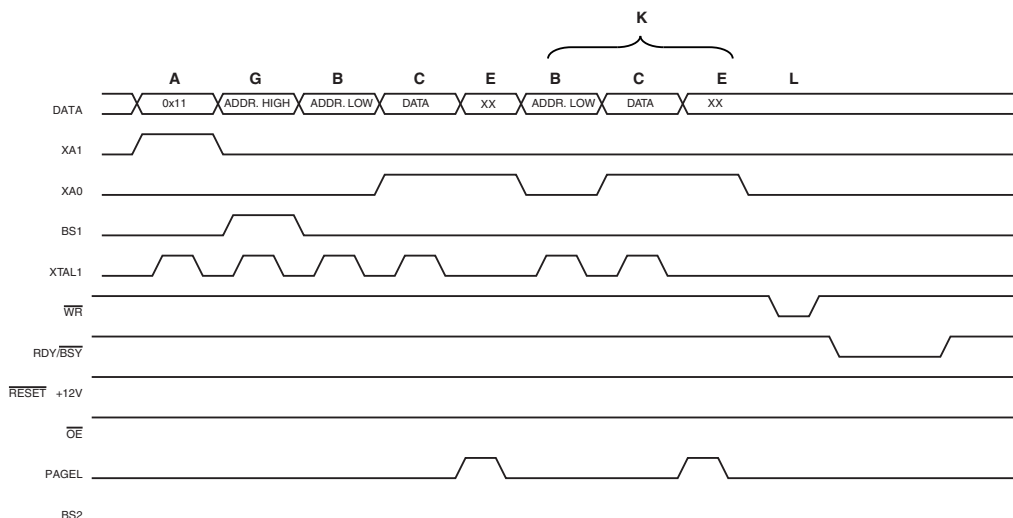 K
A G B C E B C E L
DATA 0x11 ADDR. HIGH ADDR. LOW DATA XX ADDR. LOW DATA XX
XA1
XA0
BS1
XTAL1
WR
RDY/BSY
RESET +12V
OE
PAGEL
BS2